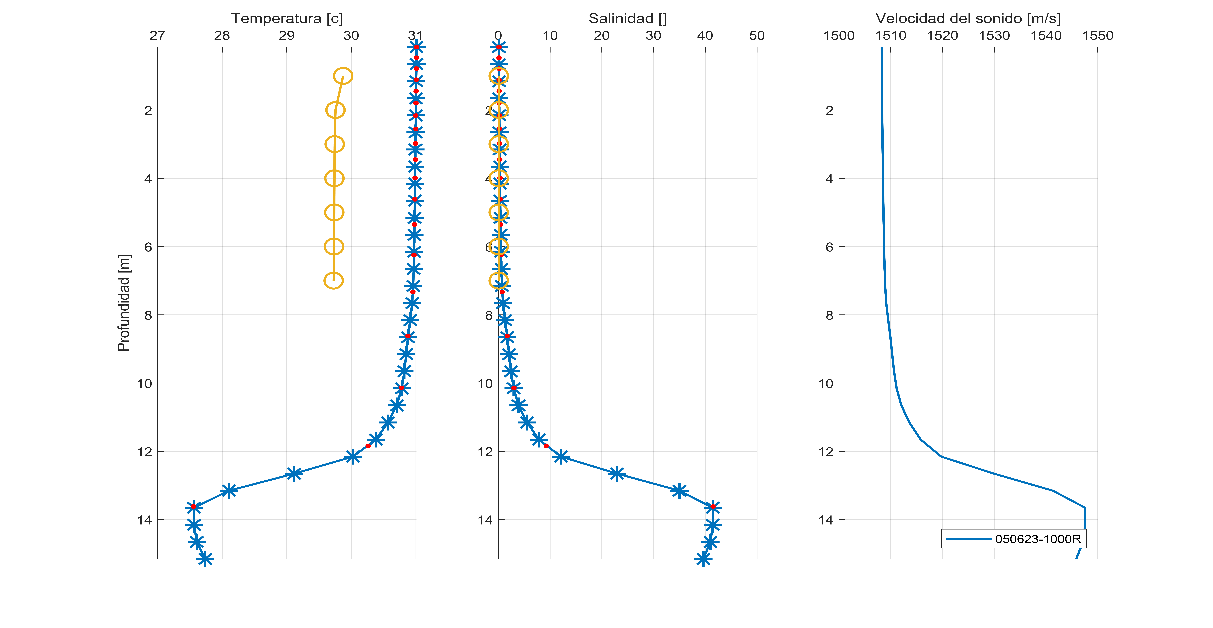 Temperatura [c] Salinidad [] Velocidad del sonido [m/s]
27 28 29 30 31 0 10 20 30 40 50 1500 1510 1520 1530 1540 1550
2 2 2
4 4 4
6 6 6
Profundidad [m]
8 8 8
10 10 10
12 12 12
14 14 14
050623-1000R